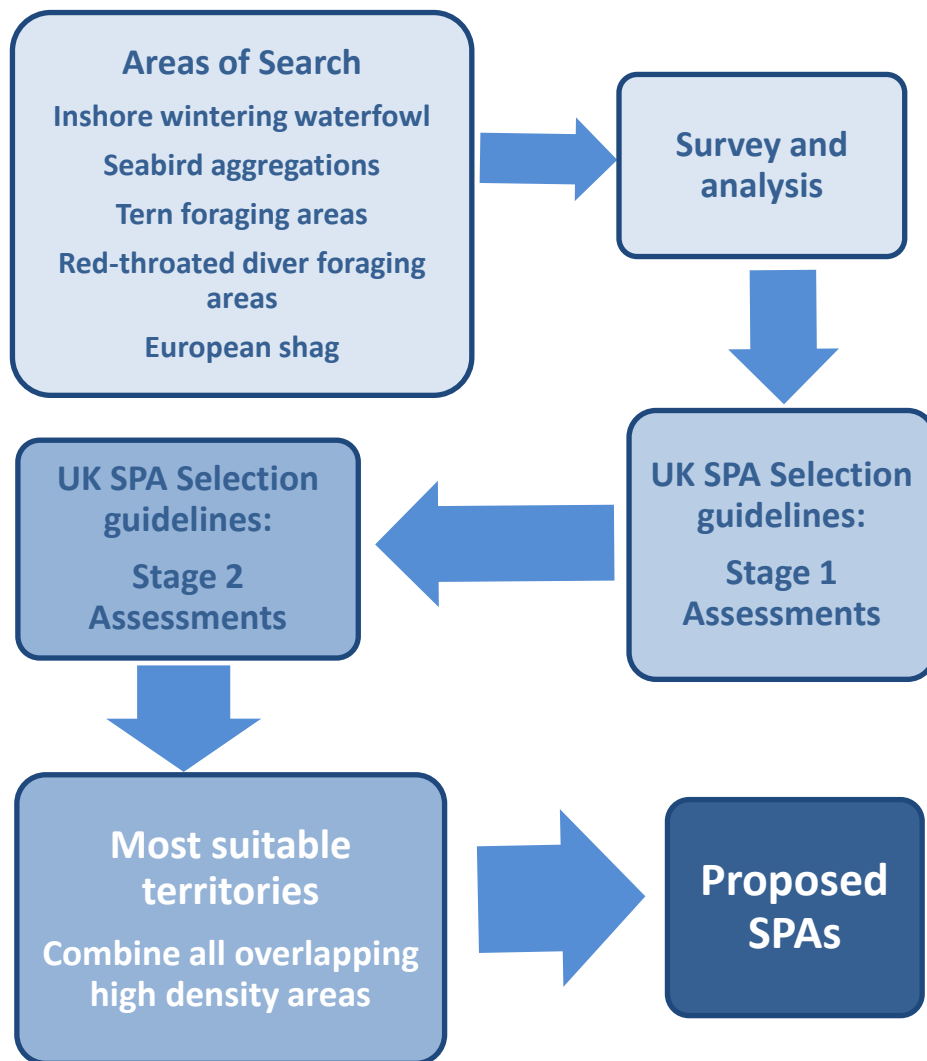 Areas of Search
Inshore wintering waterfowl
Seabird aggregations
Tern foraging areas
Red-throated diver foraging
areas
European shag
Survey and
analysis
UK SPA Selection
guidelines:
Stage 1
Assessments
UK SPA Selection
guidelines:
Stage 2
Assessments
Most suitable
territories
Combine all overlapping
high density areas
Proposed
SPAs